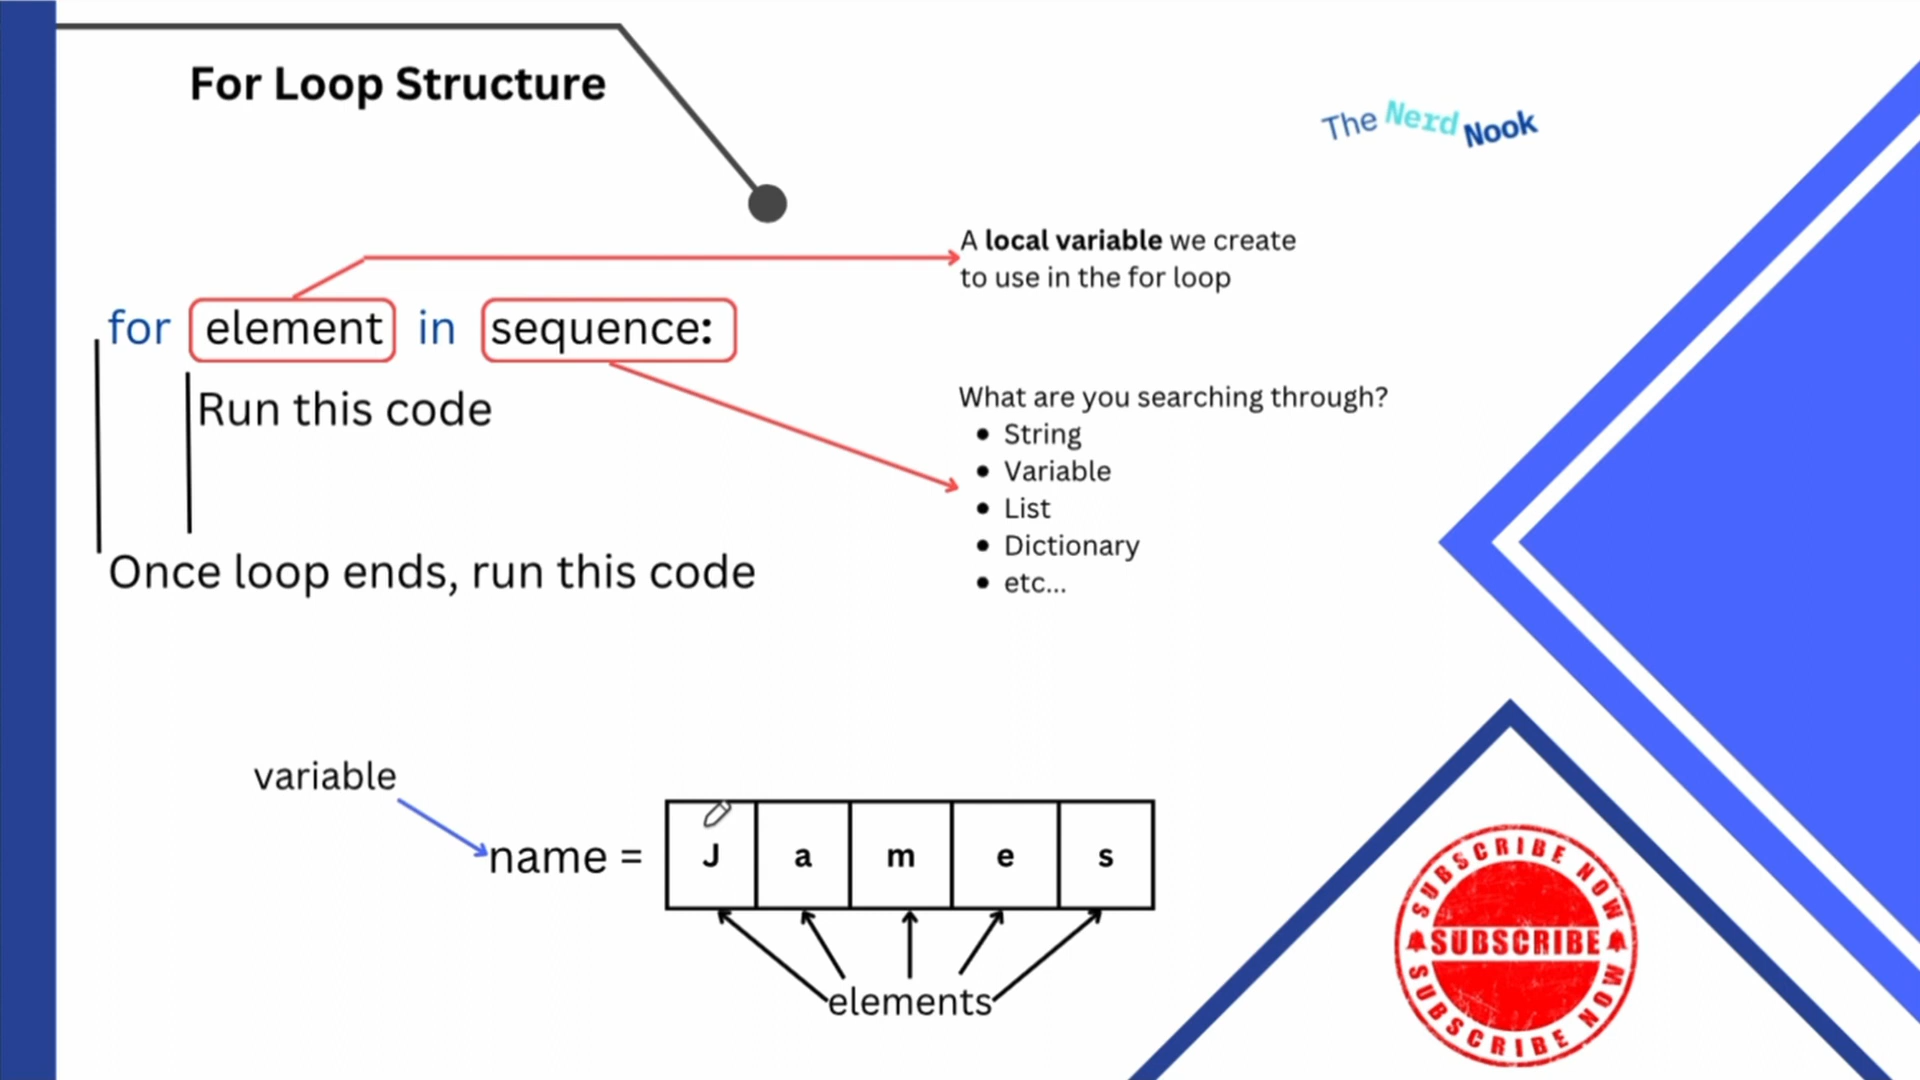 For Loop Structure
The Nerd Nook
A local variable we create
to use in the for loop
for element in sequence:
Run this code
Once loop ends, run this code
What are you searching through?
• String
• Variable
• List
• Dictionary
• etc...
variable
name = J a m e s
elements
SUBSCRIBE NOW
SUBSCRIBE
SUBSCRIBE NOW